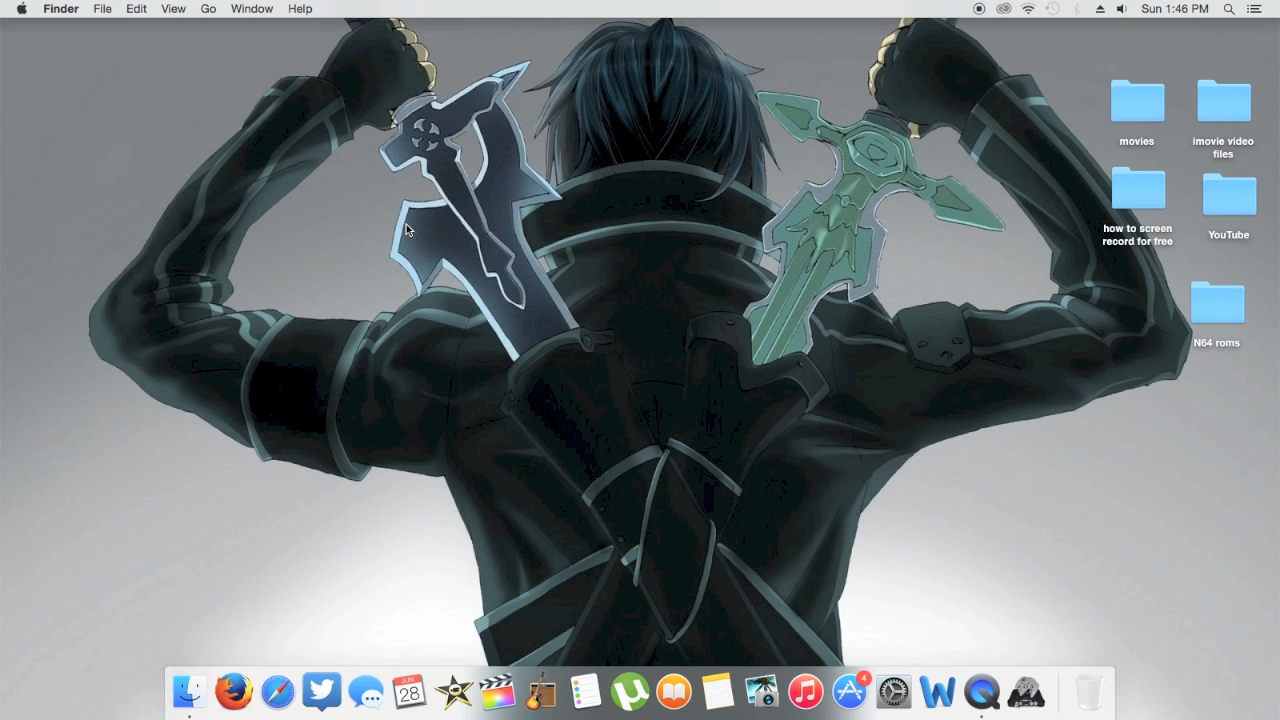 Finder File Edit View Go Window Help Sun 1:46 PM
movies
imovie video
files
how to screen
record for free
YouTube
N64 roms
JUN
28
4